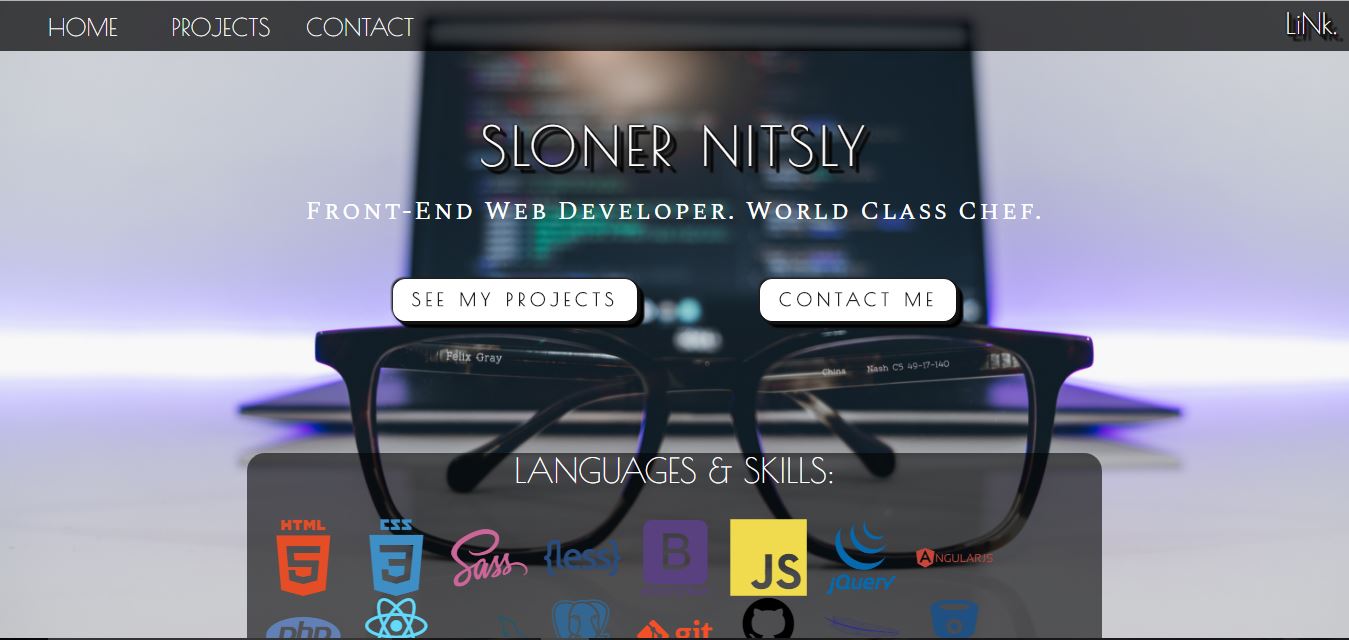 HOME PROJECTS CONTACT LiNk.
SLONER NITSLY
Front-End Web Developer. World Class Chef.
SEE MY PROJECTS CONTACT ME
Felix Gray China Nash C5 49-17-140
LANGUAGES & SKILLS:
HTML CSS
5 3 Sass {less} B JS jQuery ANGULARJS
php git